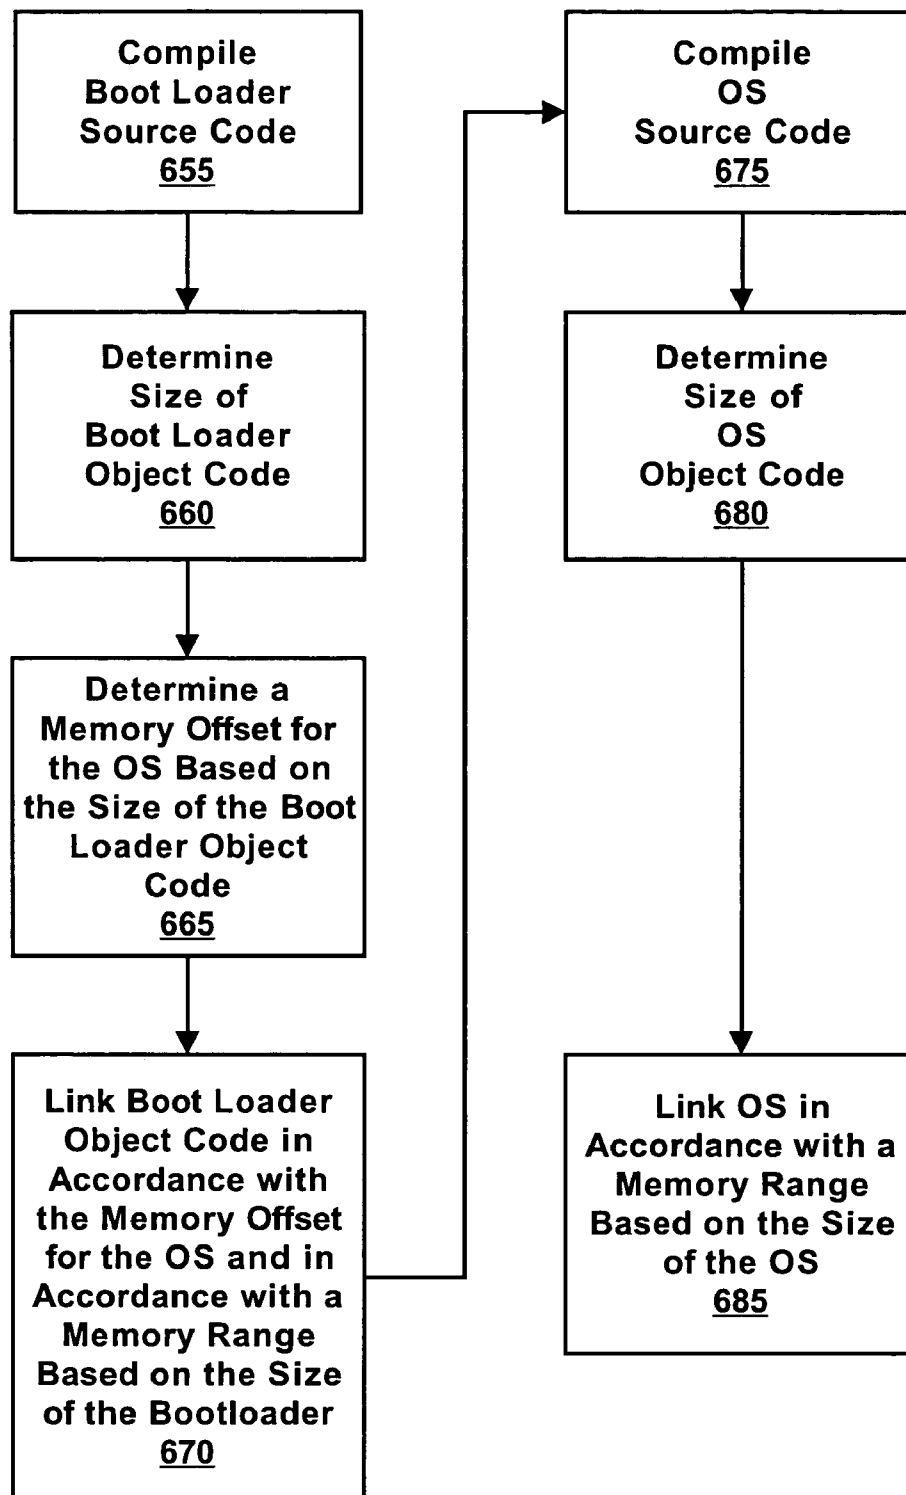 Compile
Boot Loader
Source Code
655
Determine
Size of
Boot Loader
Object Code
660
Determine a
Memory Offset for
the OS Based on
the Size of the Boot
Loader Object
Code
665
Link Boot Loader
Object Code in
Accordance with
the Memory Offset
for the OS and in
Accordance with a
Memory Range
Based on the Size
of the Bootloader
670
Compile
OS
Source Code
675
Determine
Size of
OS
Object Code
680
Link OS in
Accordance with a
Memory Range
Based on the Size
of the OS
685